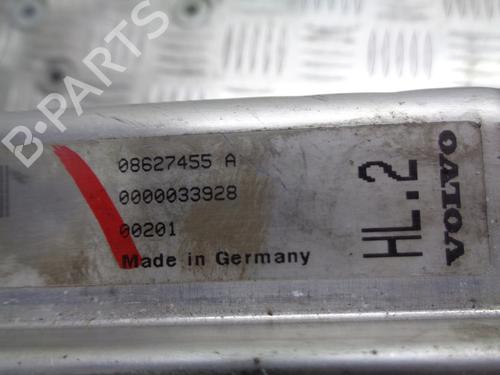 B-PARTS
08627455 A
0000033928
00201
Made in Germany
HL.2
VOLVO